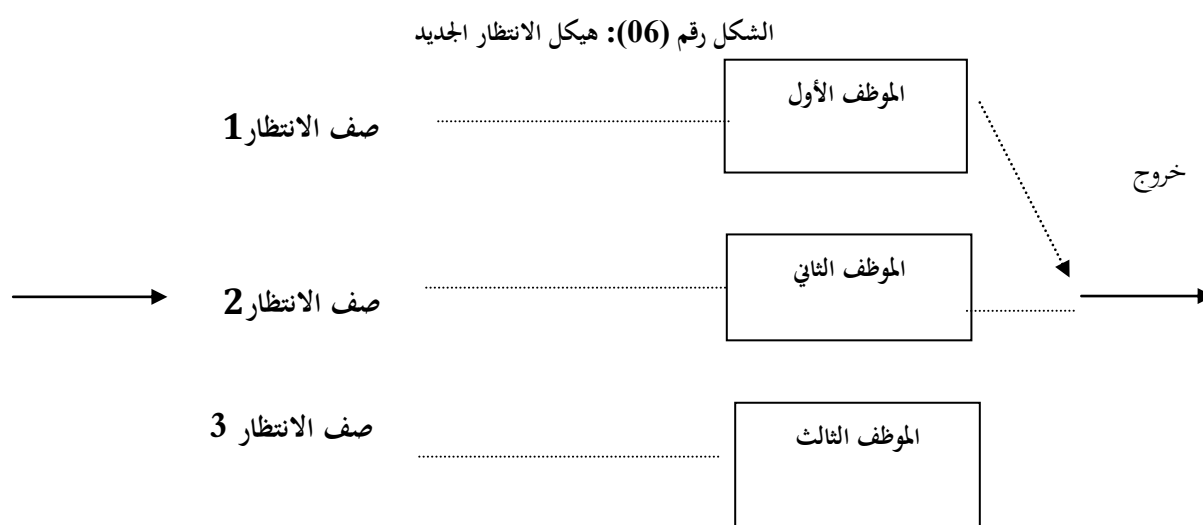 الشكل رقم (06): هيكل الانتظار الجديد
الموظف الأول
صف الانتظار1
خروج
الموظف الثاني
صف الانتظار2
الموظف الثالث
صف الانتظار 3